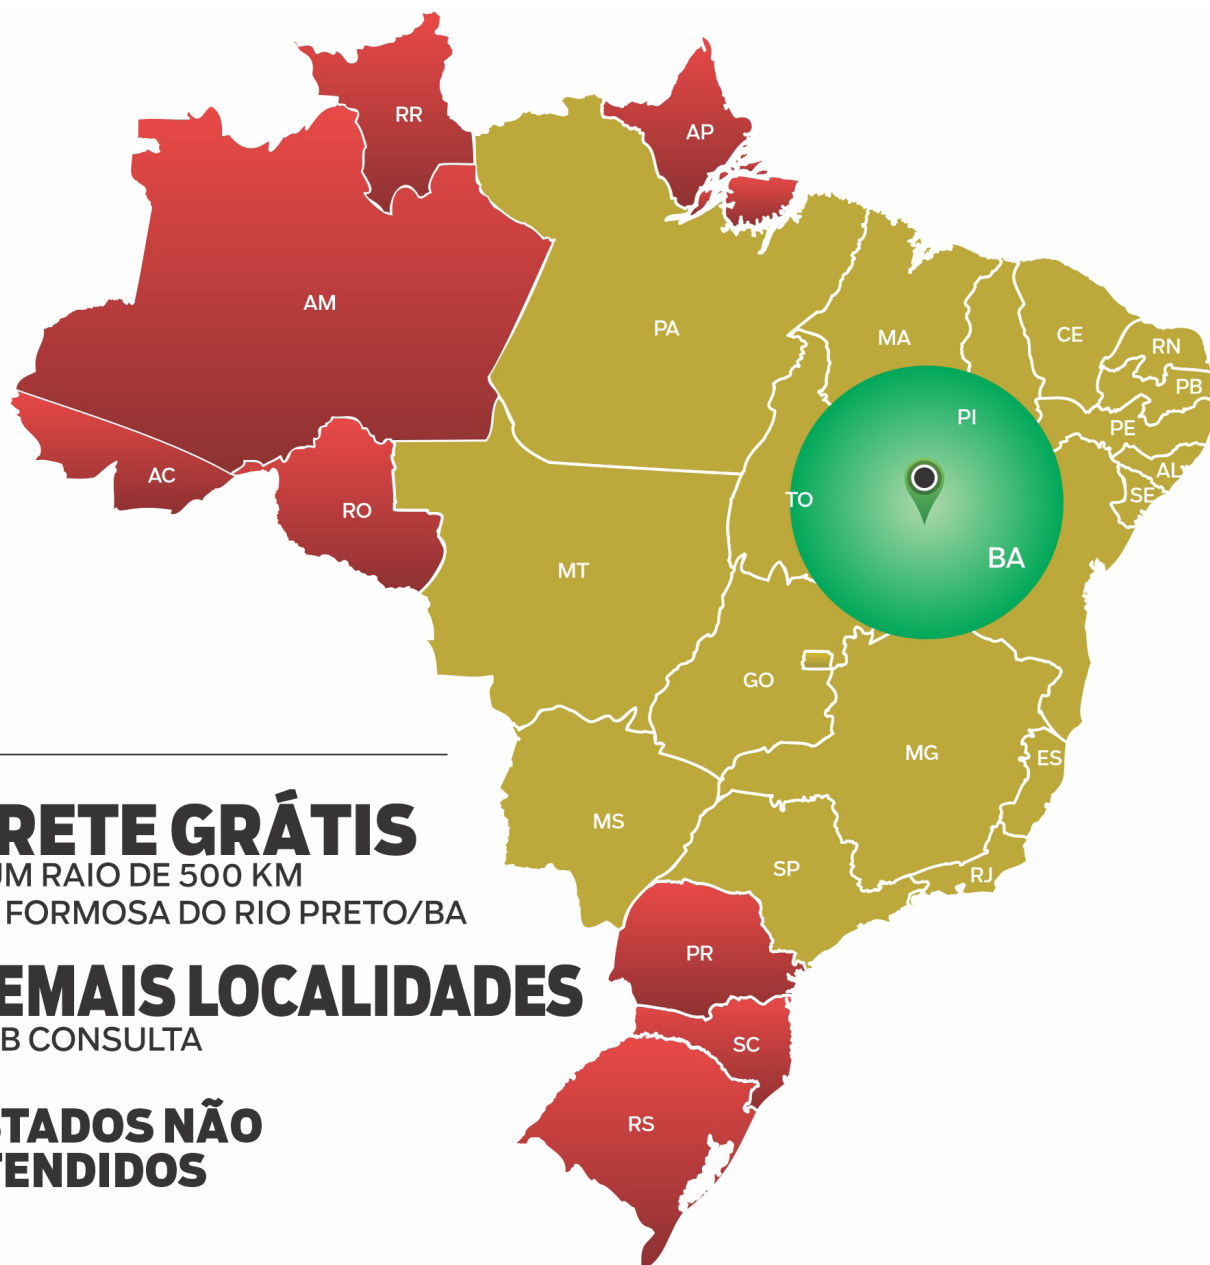 RR
AP
AM
PA
MA
CE
RN
PB
PI
PE
AL
SE
TO
AC
RO
BA
MT
GO
MG
ES
MS
SP
RJ
PR
SC
RS
RETE GRÁTIS
UM RAIO DE 500 KM
FORMOSA DO RIO PRETO/BA
EMAIS LOCALIDADES
B CONSULTA
STADOS NÃO
TENDIDOS